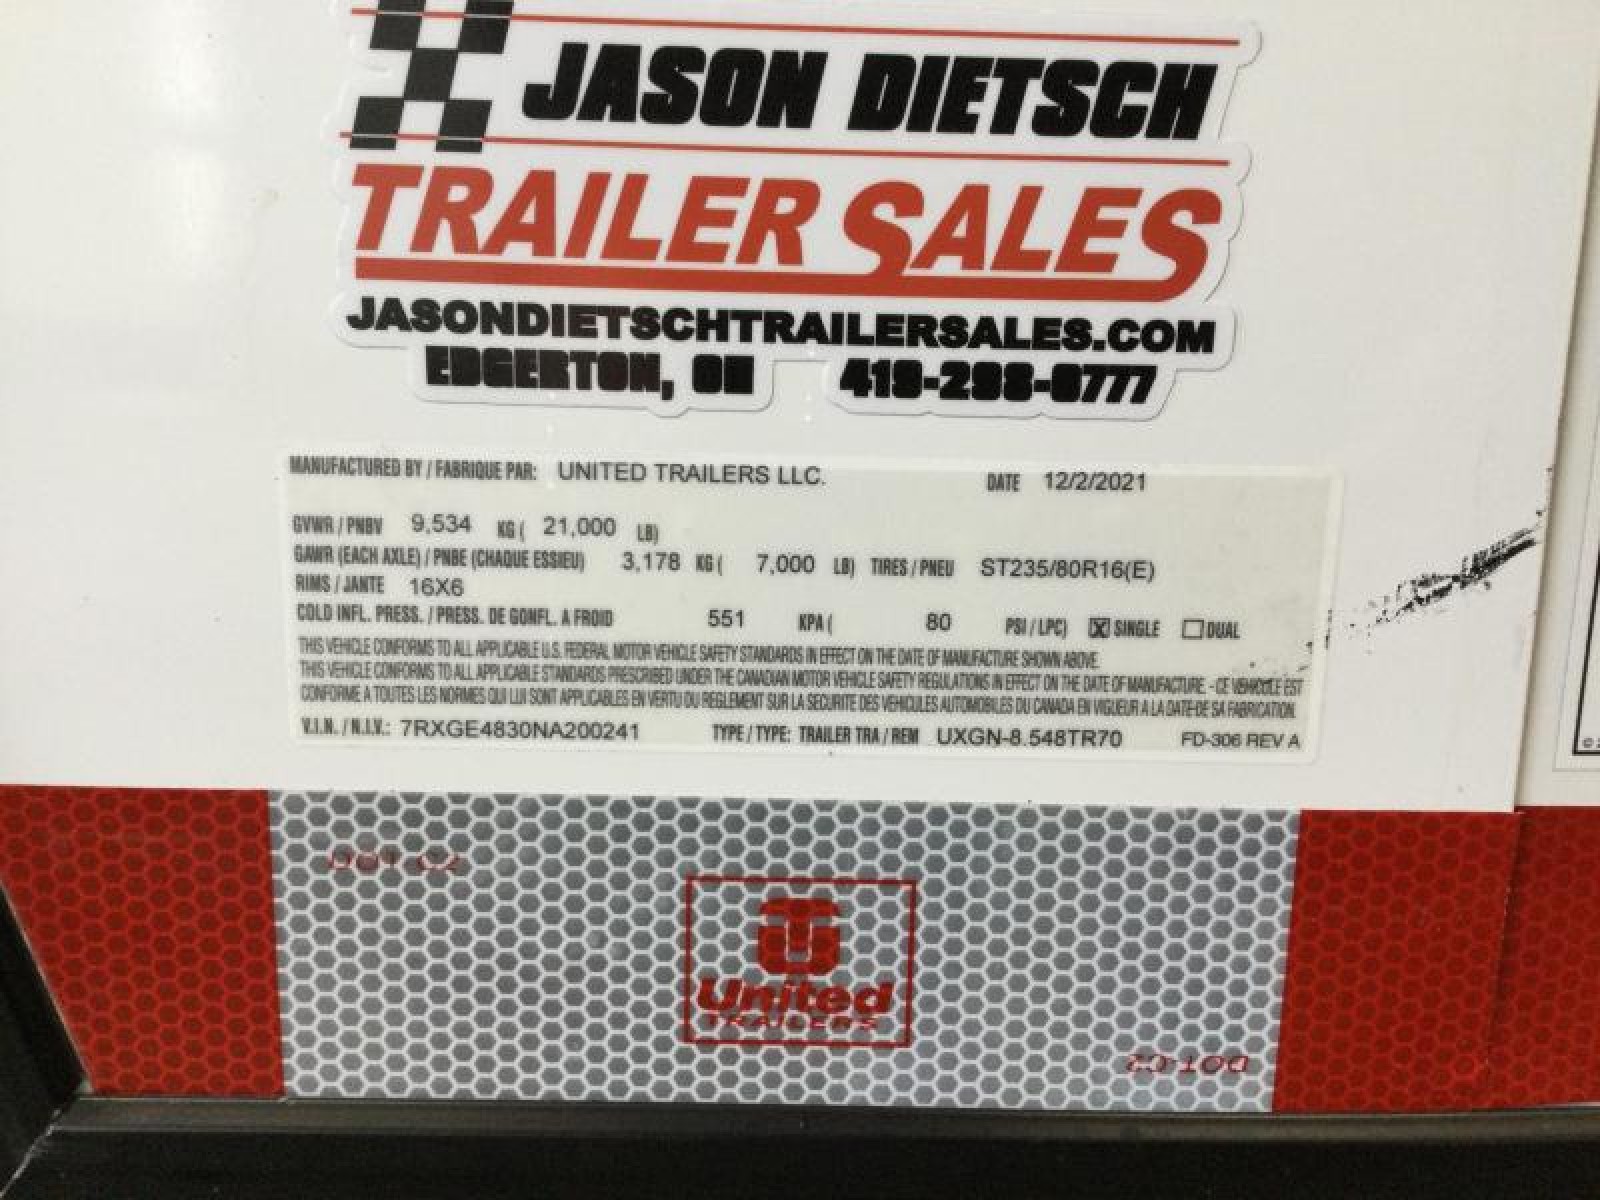 JASON DIETSCH
TRAILER SALES
JASONDIETSCHTRAILERSALES.COM
EDGERTON, OH 419-298-0777
MANUFACTURED BY / FABRIQUE PAR: UNITED TRAILERS LLC. DATE 12/2/2021
GVWR / PNBV 9,534 KG ( 21,000 LB)
GAWR (EACH AXLE) / PNBE (CHAQUE ESSIEU) 3,178 KG ( 7,000 LB) TIRES / PNEU ST235/80R16(E)
RIMS / JANTE 16X6
COLD INFL. PRESS. / PRESS. DE GONFL. A FROID 551 KPA ( 80 PSI / LPC) X SINGLE DUAL
THIS VEHICLE CONFORMS TO ALL APPLICABLE U.S. FEDERAL MOTOR VEHICLE SAFETY STANDARDS IN EFFECT ON THE DATE OF MANUFACTURE SHOWN ABOVE.
THIS VEHICLE CONFORMS TO ALL APPLICABLE STANDARDS PRESCRIBED UNDER THE CANADIAN MOTOR VEHICLE SAFETY REGULATIONS IN EFFECT ON THE DATE OF MANUFACTURE. - CE VEHICULE EST
CONFORME A TOUTES LES NORMES QUI LUI SONT APPLICABLES EN VERTU DU REGLEMENT SUR LA SECURITE DES VEHICULES AUTOMOBILES DU CANADA EN VIGUEUR A LA DATE DE SA FABRICATION.
V.I.N. / N.I.V.: 7RXGE4830NA200241 TYPE / TYPE: TRAILER TRA / REM UXGN-8.548TR70 FD-306 REV A
DOT-C2
United
TRAILERS
DOT-C2